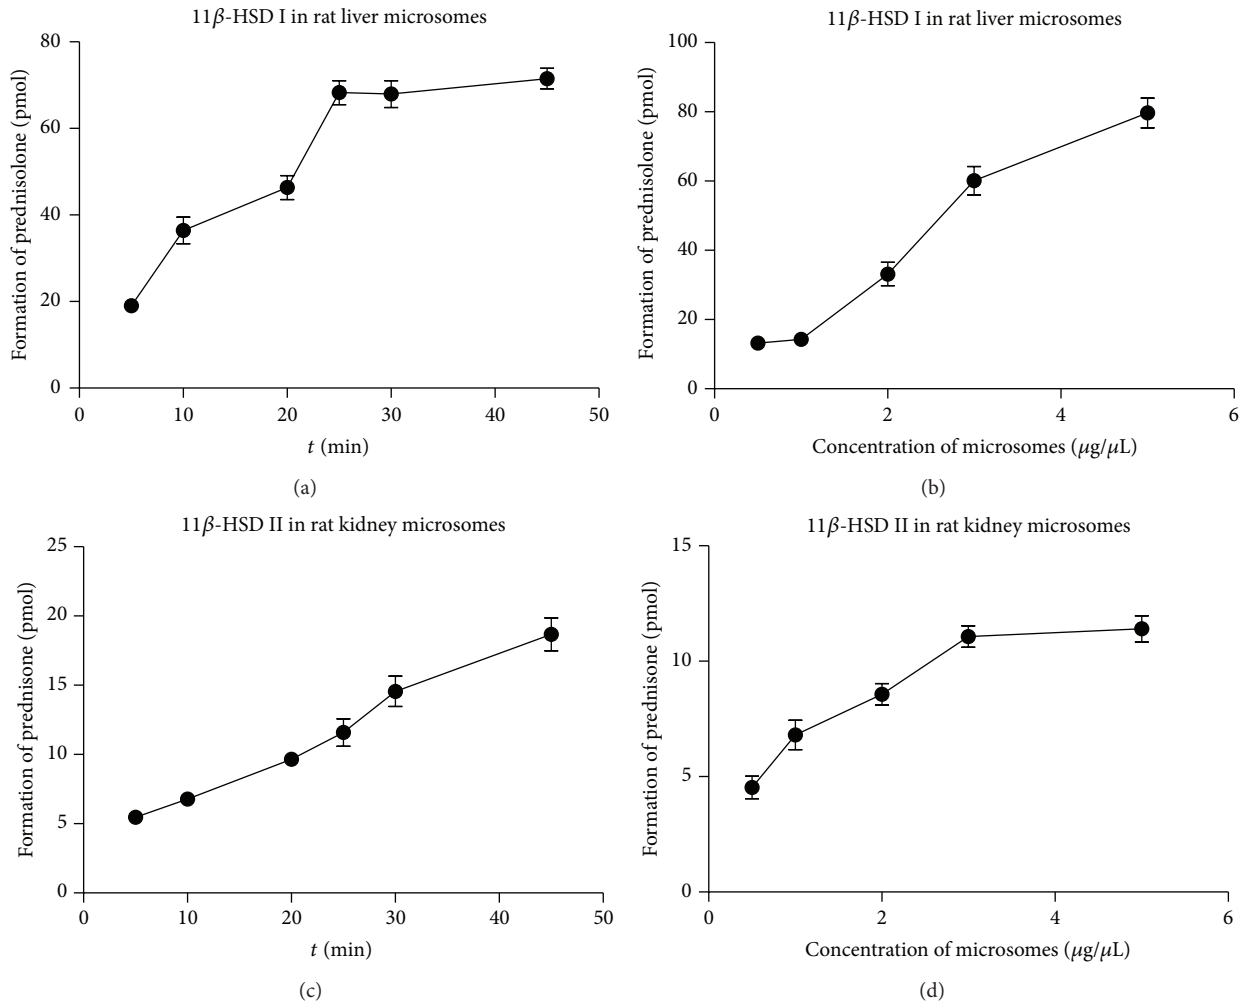 11β-HSD I in rat liver microsomes
Formation of prednisolone (pmol)
80
60
40
20
0
0 10 20 30 40 50
t (min)
(a)
11β-HSD I in rat liver microsomes
Formation of prednisolone (pmol)
100
80
60
40
20
0
0 2 4 6
Concentration of microsomes (μg/μL)
(b)
11β-HSD II in rat kidney microsomes
Formation of prednisone (pmol)
25
20
15
10
5
0
0 10 20 30 40 50
t (min)
(c)
11β-HSD II in rat kidney microsomes
Formation of prednisone (pmol)
15
10
5
0
0 2 4 6
Concentration of microsomes (μg/μL)
(d)